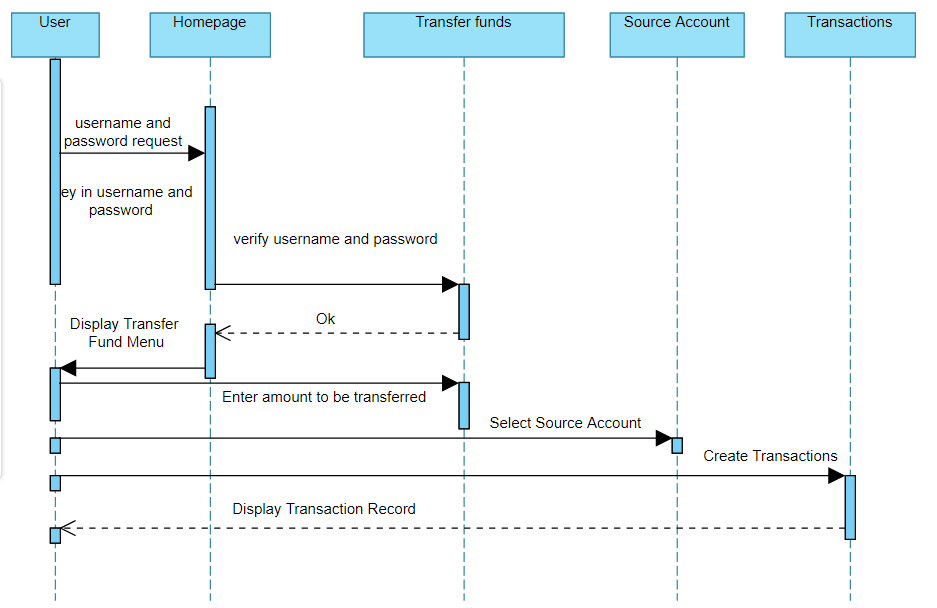 User
Homepage
Transfer funds
Source Account
Transactions
username and
password request
ey in username and
password
verify username and password
Ok
Display Transfer
Fund Menu
Enter amount to be transferred
Select Source Account
Create Transactions
Display Transaction Record